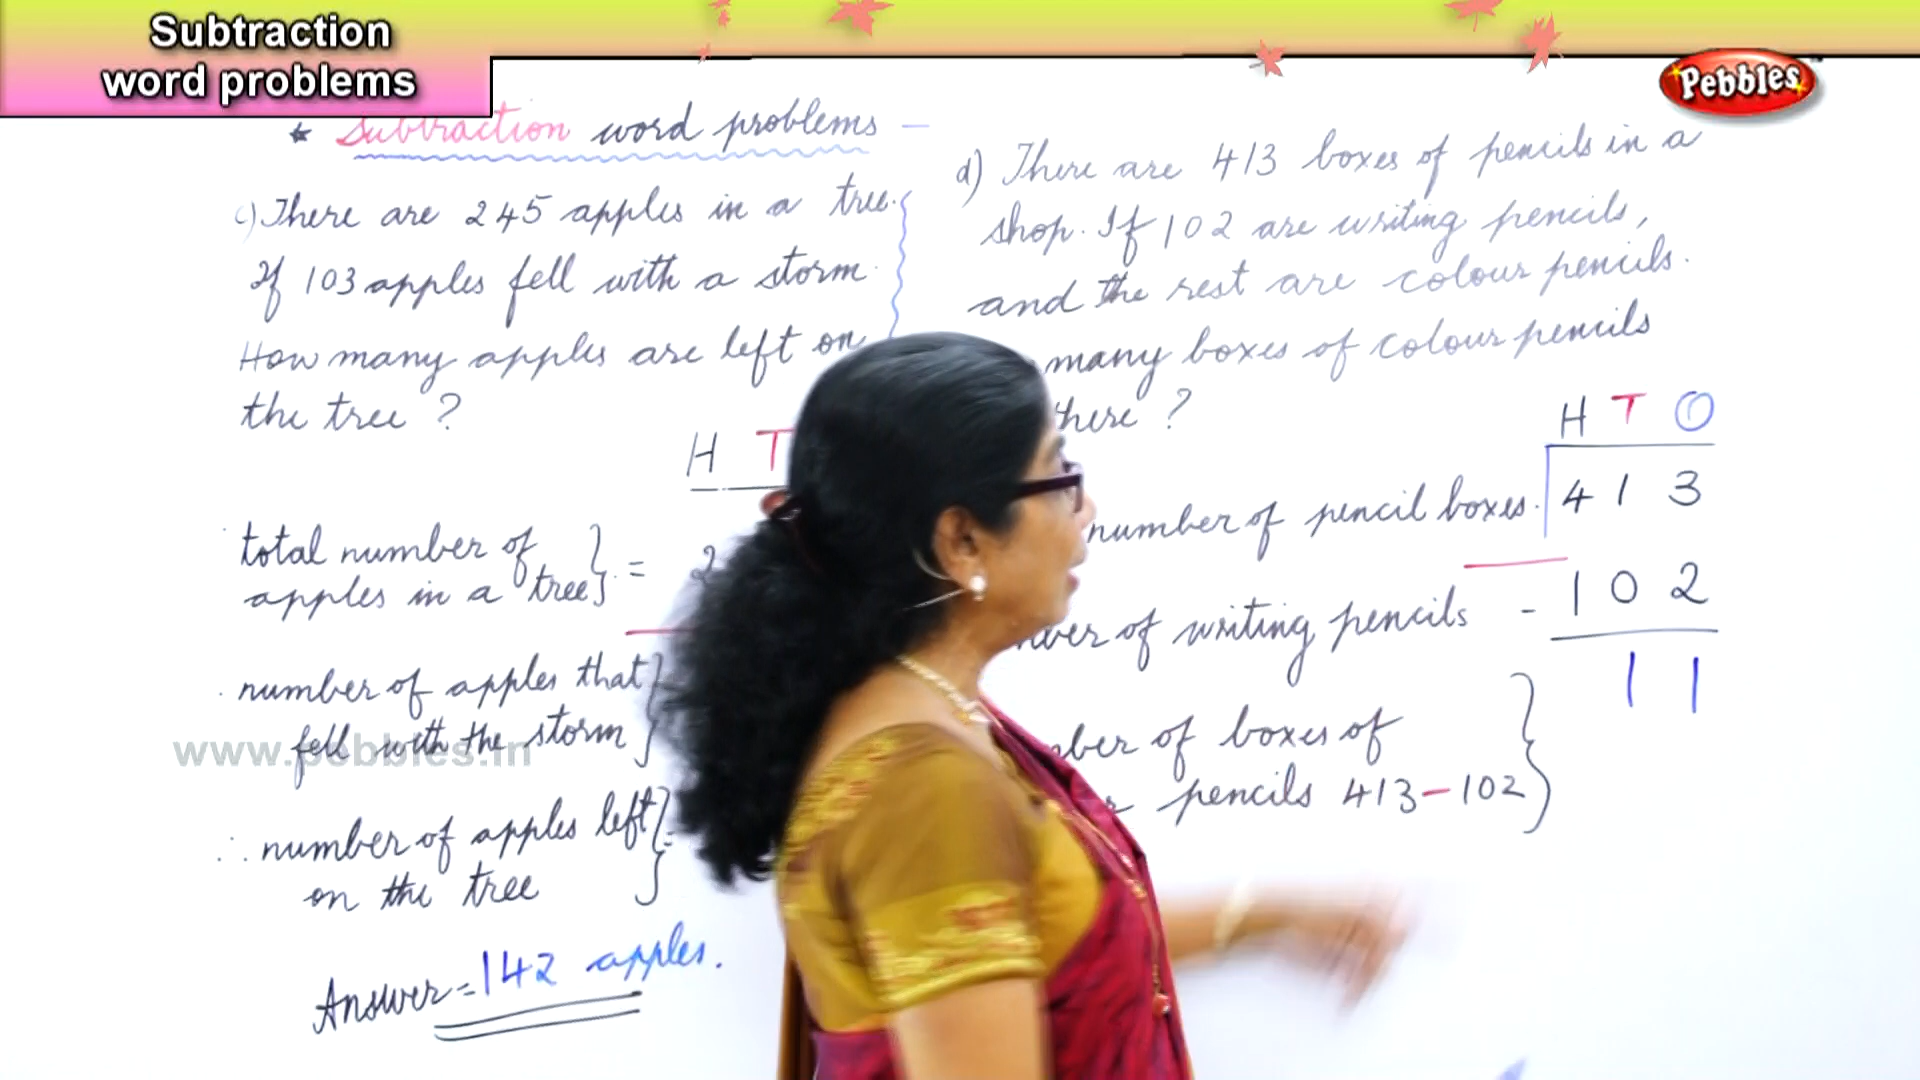 Subtraction
word problems
Pebbles
* Subtraction word problems -
c) There are 245 apples in a tree.
If 103 apples fell with a storm.
How many apples are left on
the tree ?
H T
total number of
apples in a tree } = 2
number of apples that
fell with the storm }
∴ number of apples left
on the tree } =
Answer = 142 apples.
www.pebbles.in
d) There are 413 boxes of pencils in a
shop. If 102 are writing pencils,
and the rest are colour pencils.
many boxes of colour pencils
there ?
H T O
number of pencil boxes. 4 1 3
of writing pencils - 1 0 2
1 1
of boxes of
pencils 413-102 }